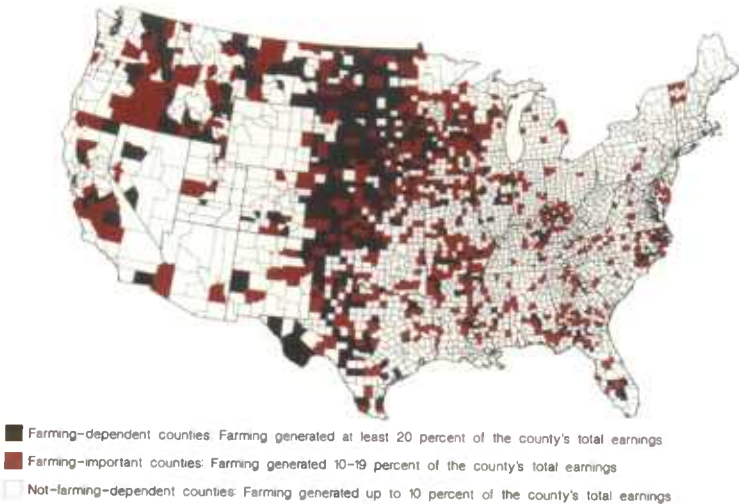 Farming-dependent counties: Farming generated at least 20 percent of the county's total earnings
Farming-important counties: Farming generated 10-19 percent of the county's total earnings
Not-farming-dependent counties: Farming generated up to 10 percent of the county's total earnings